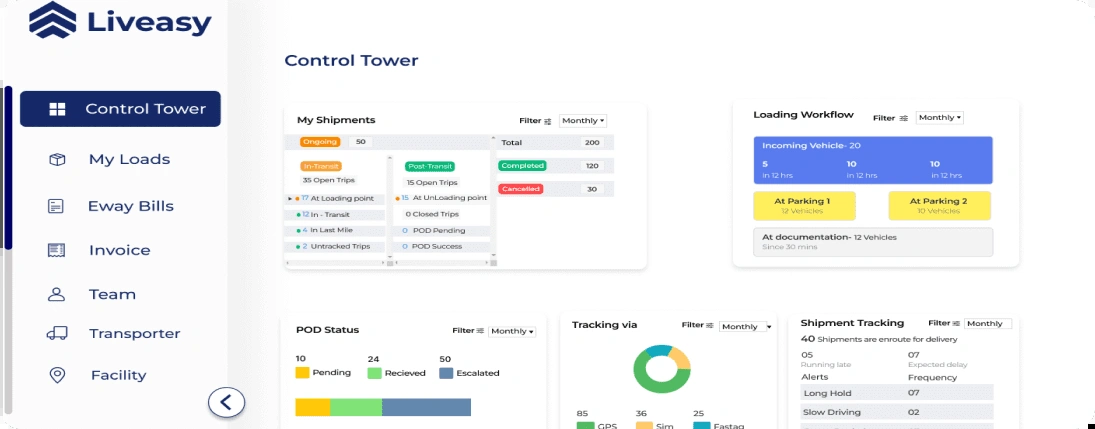 Liveasy
Control Tower
My Loads
Eway Bills
Invoice
Team
Transporter
Facility
Control Tower
My Shipments
Filter
Monthly
Ongoing 50
Total 200
In-Transit
35 Open Trips
17 At Loading point
12 In - Transit
4 In Last Mile
2 Untracked Trips
Post-Transit
15 Open Trips
15 At UnLoading point
0 Closed Trips
0 POD Pending
0 POD Success
Completed 120
Cancelled 30
Loading Workflow
Filter
Monthly
Incoming Vehicle- 20
5 10 10
in 12 hrs in 12 hrs in 12 hrs
At Parking 1
12 Vehicles
At Parking 2
10 Vehicles
At documentation- 12 Vehicles
Since 30 mins
POD Status
Filter
Monthly
10 24 50
Pending Recieved Escalated
Tracking via
Filter
Monthly
85 36 25
GPS Sim Fastag
Shipment Tracking
Filter
Monthly
40 Shipments are enroute for delivery
05 07
Running late Expected delay
Alerts Frequency
Long Hold 07
Slow Driving 02